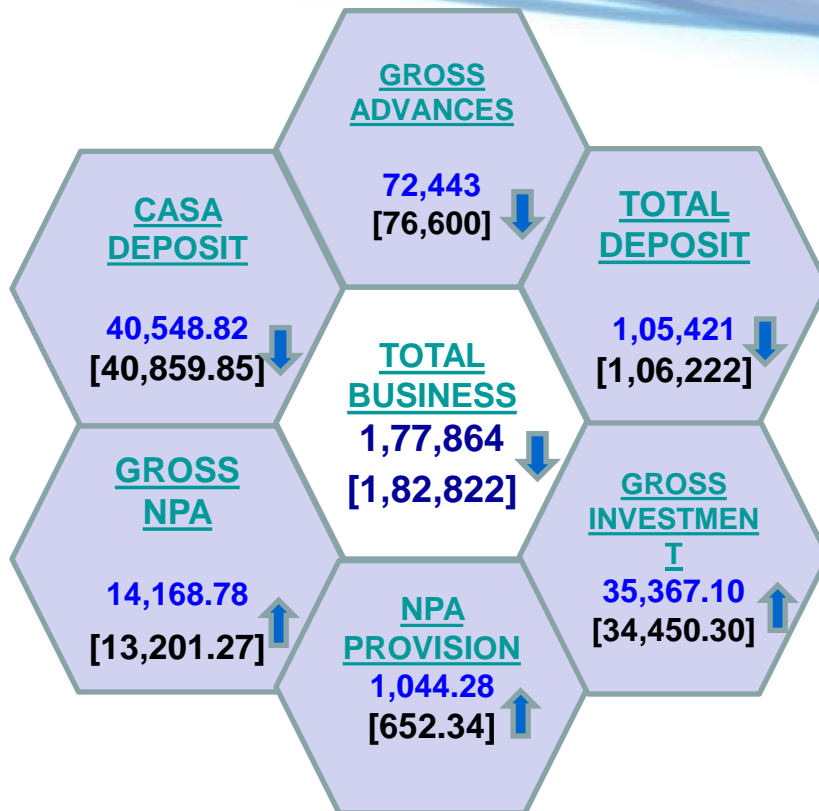 GROSS
ADVANCES
72,443
[76,600]
CASA
DEPOSIT
40,548.82
[40,859.85]
TOTAL
DEPOSIT
1,05,421
[1,06,222]
TOTAL
BUSINESS
1,77,864
[1,82,822]
GROSS
NPA
14,168.78
[13,201.27]
GROSS
INVESTMEN
T
35,367.10
[34,450.30]
NPA
PROVISION
1,044.28
[652.34]